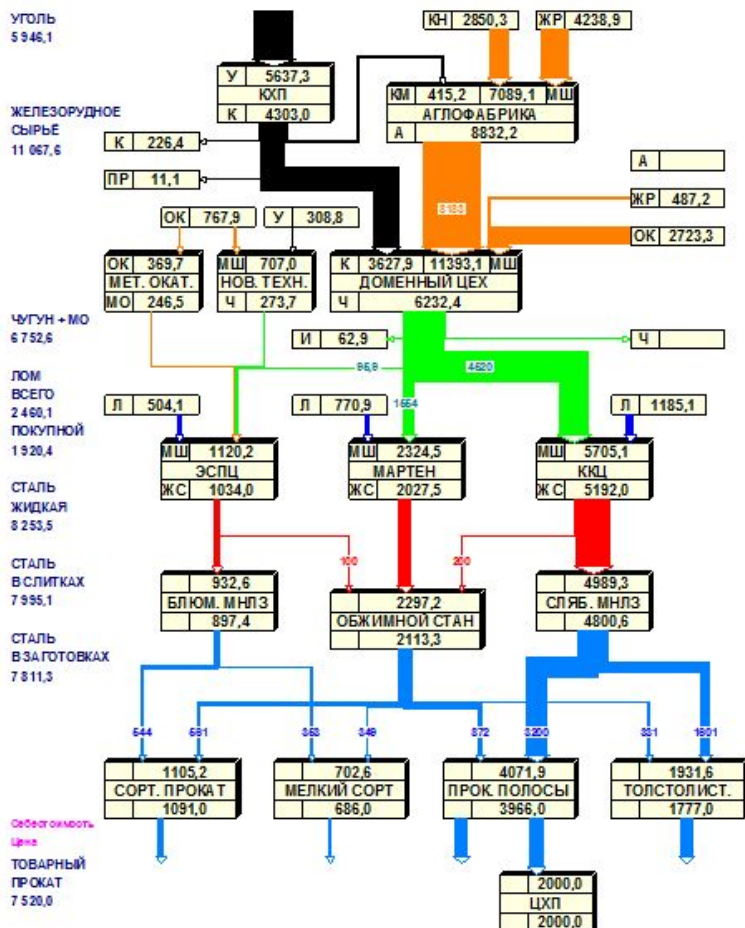 УГОЛЬ
5 946,1
КН 2850,3
ЖР 4238,9
У 5637,3
КХП
К 4303,0
КМ 415,2 7089,1 МШ
АГЛОФАБРИКА
А 8832,2
ЖЕЛЕЗОРУДНОЕ
СЫРЬЁ
11 067,6
К 226,4
ПР 11,1
А
ЖР 487,2
ОК 2723,3
8183
ОК 767,9
У 308,8
ОК 369,7
МЕТ. ОКАТ.
МО 246,5
МШ 707,0
НОВ. ТЕХН.
Ч 273,7
К 3627,9 11393,1 МШ
ДОМЕННЫЙ ЦЕХ
Ч 6232,4
ЧУГУН + МО
6 752,6
И 62,9
Ч
95,9
1554
4520
ЛОМ
ВСЕГО
2 460,1
ПОКУПНОЙ
1 920,4
Л 504,1
Л 770,9
Л 1185,1
МШ 1120,2
ЭСПЦ
ЖС 1034,0
МШ 2324,5
МАРТЕН
ЖС 2027,5
МШ 5705,1
ККЦ
ЖС 5192,0
СТАЛЬ
ЖИДКАЯ
8 253,5
100
200
СТАЛЬ
В СЛИТКАХ
7 995,1
932,6
БЛЮМ. МНЛЗ
897,4
2297,2
ОБЖИМНОЙ СТАН
2113,3
4989,3
СЛЯБ. МНЛЗ
4800,6
СТАЛЬ
В ЗАГОТОВКАХ
7 811,3
544
561
353
349
872
3200
331
1601
1105,2
СОРТ. ПРОКАТ
1091,0
702,6
МЕЛКИЙ СОРТ
686,0
4071,9
ПРОК. ПОЛОСЫ
3966,0
1931,6
ТОЛСТОЛИСТ.
1777,0
Себестоимость
Цена
ТОВАРНЫЙ
ПРОКАТ
7 520,0
2000,0
ЦХП
2000,0